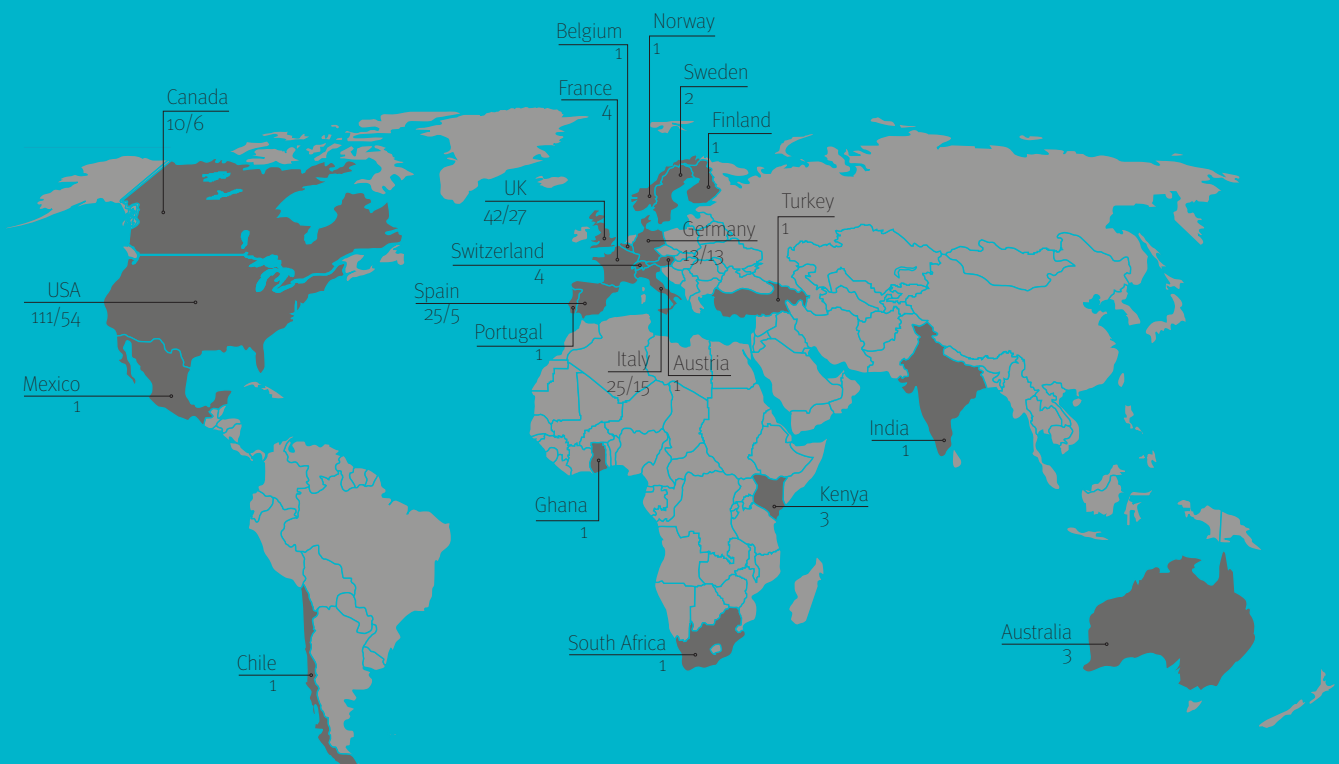 Norway
1
Belgium
1
Sweden
2
France
4
Canada
10/6
Finland
1
UK
42/27
Turkey
1
Germany
13/13
Switzerland
4
USA
111/54
Spain
25/5
Portugal
1
Italy
25/15
Austria
1
Mexico
1
India
1
Kenya
3
Ghana
1
South Africa
1
Australia
3
Chile
1